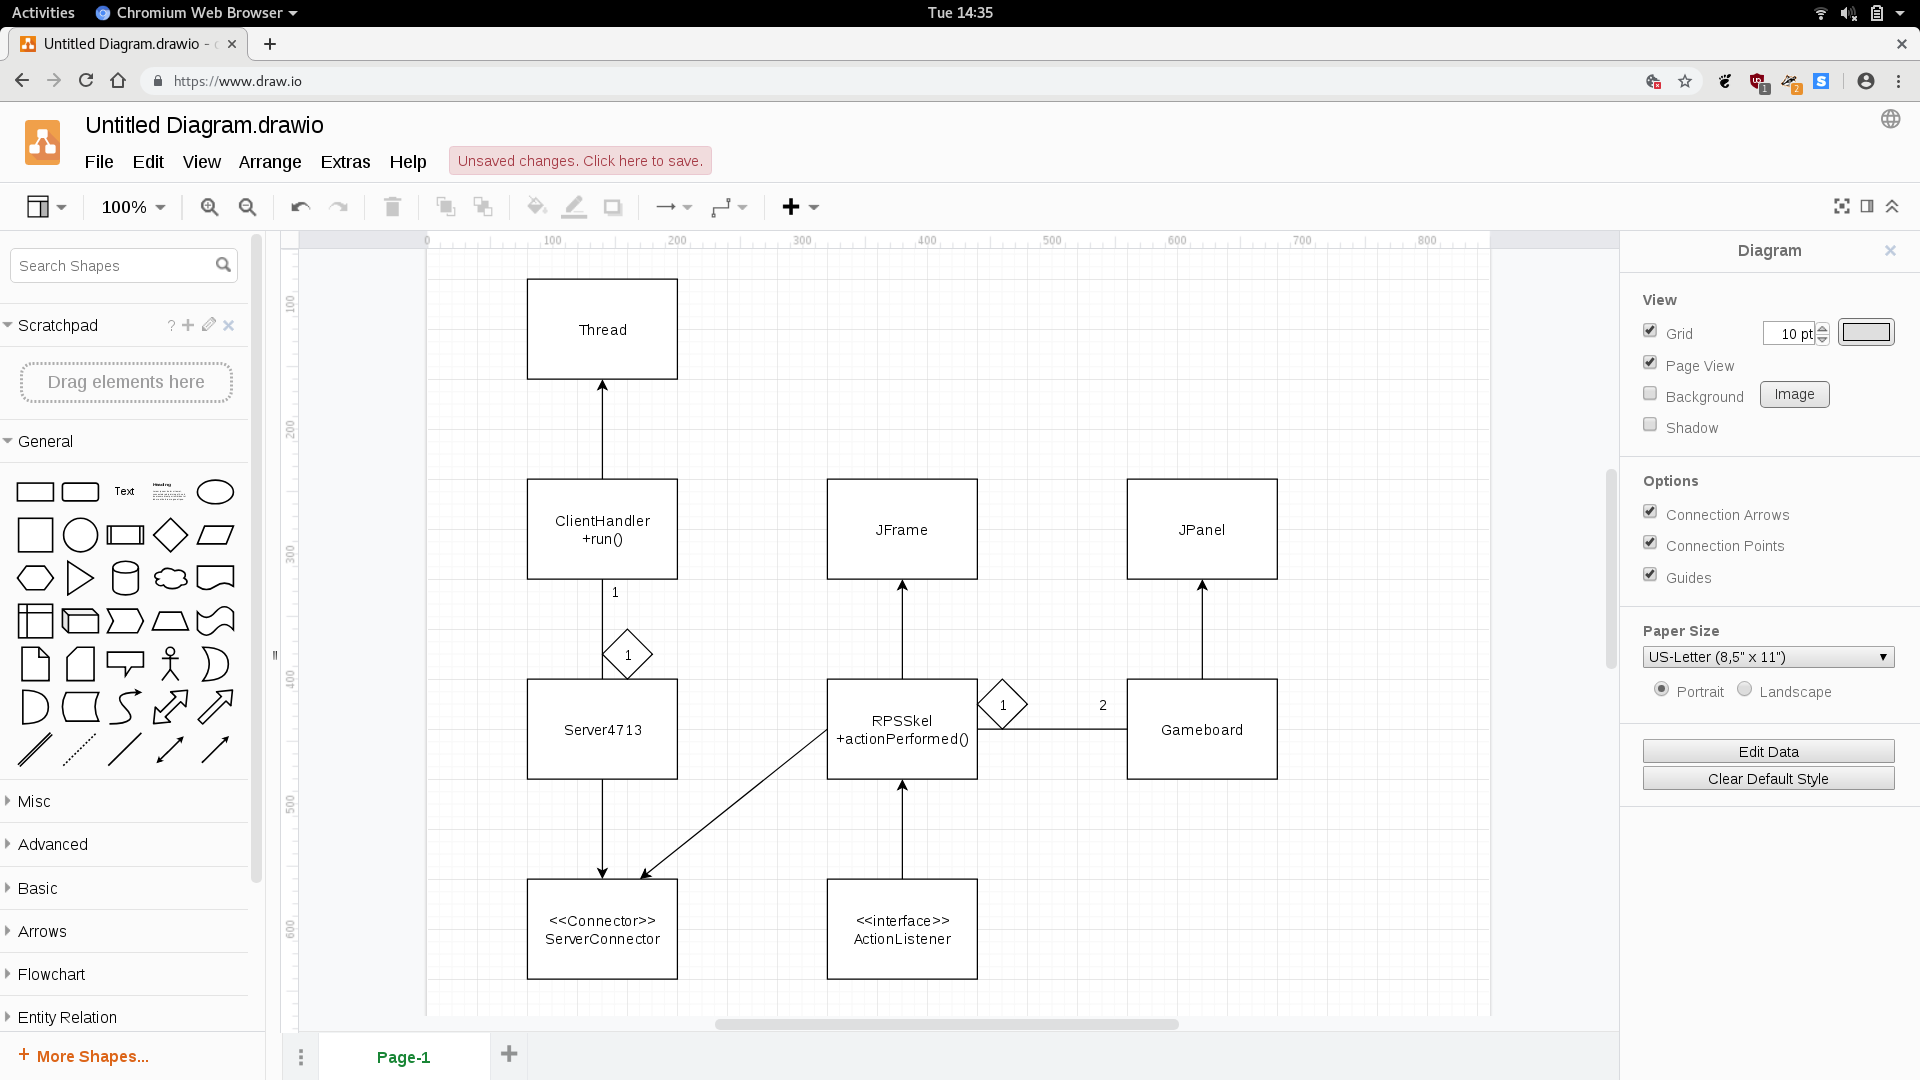 Activities
Chromium Web Browser
Tue 14:35
Untitled Diagram.drawio -
https://www.draw.io
1
2
Untitled Diagram.drawio
File Edit View Arrange Extras Help
Unsaved changes. Click here to save.
100%
Search Shapes
Scratchpad
?
Drag elements here
General
Text
Heading
Misc
Advanced
Basic
Arrows
Flowchart
Entity Relation
+ More Shapes...
0 100 200 300 400 500 600 700 800
100
200
300
400
500
600
Thread
ClientHandler
+run()
JFrame
JPanel
1
1
Server4713
RPSSkel
+actionPerformed()
1
2
Gameboard
<<Connector>>
ServerConnector
<<interface>>
ActionListener
Page-1
Diagram
View
Grid
10 pt
Page View
Background
Image
Shadow
Options
Connection Arrows
Connection Points
Guides
Paper Size
US-Letter (8,5" x 11")
Portrait
Landscape
Edit Data
Clear Default Style